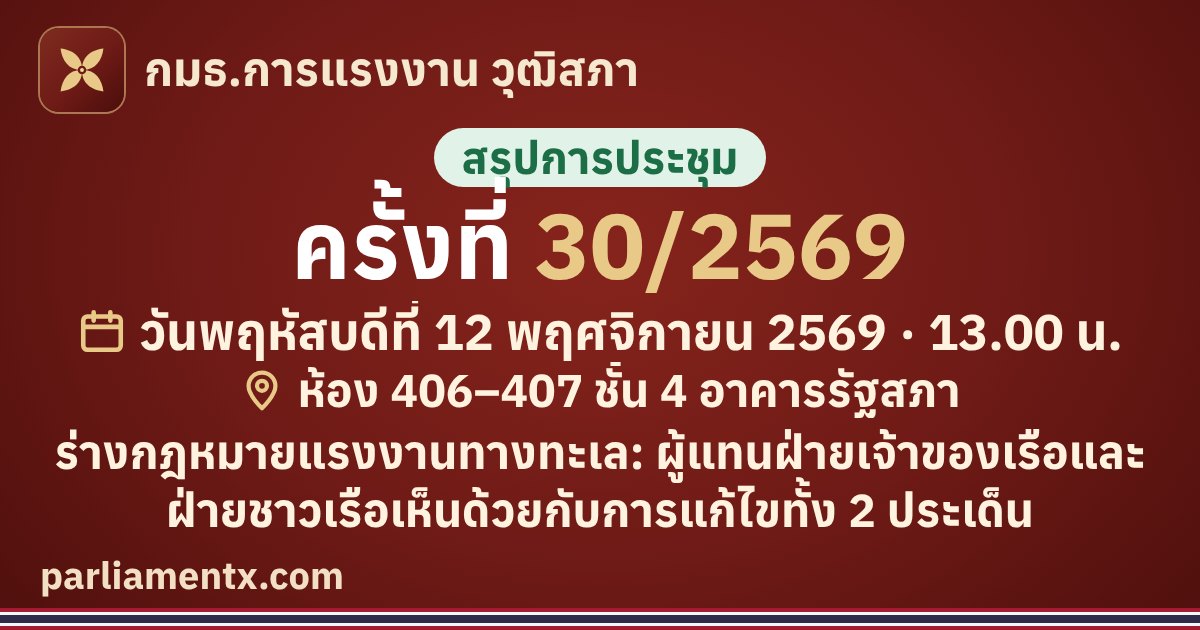 กมธ.การแรงงาน วุฒิสภา
สรุปการประชุม
ครั้งที่ 30/2569
วันพฤหัสบดีที่ 12 พฤศจิกายน 2569 · 13.00 น.
ห้อง 406–407 ชั้น 4 อาคารรัฐสภา
ร่างกฎหมายแรงงานทางทะเล: ผู้แทนฝ่ายเจ้าของเรือและ
ฝ่ายชาวเรือเห็นด้วยกับการแก้ไขทั้ง 2 ประเด็น
parliamentx.com